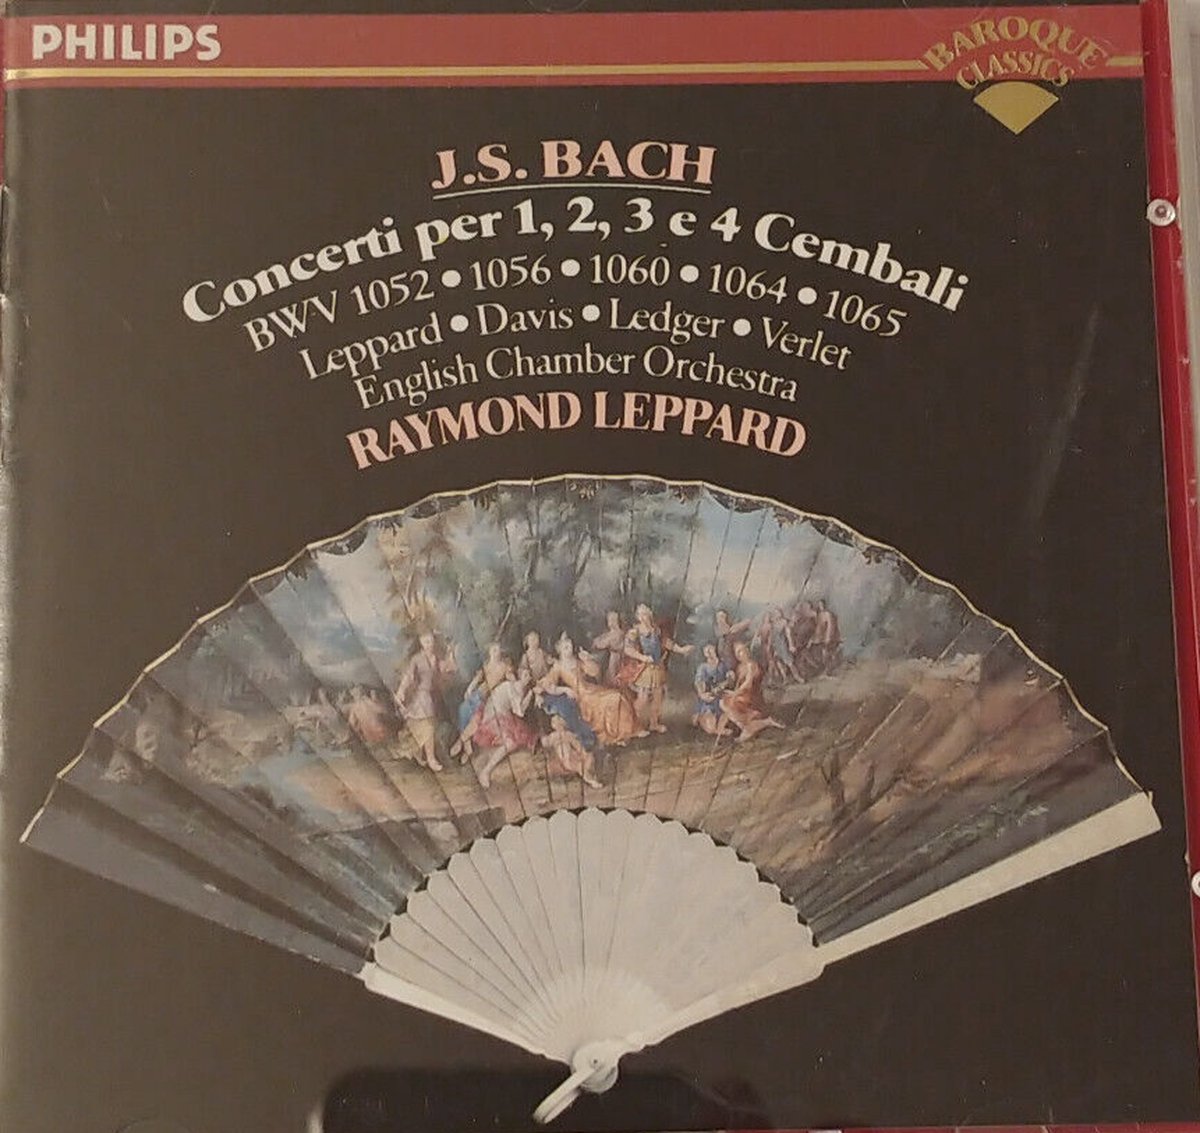 PHILIPS
BAROQUE
CLASSICS
J.S. BACH
Concerti per 1, 2, 3 e 4 Cembali
BWV 1052 • 1056 • 1060 • 1064 • 1065
Leppard • Davis • Ledger • Verlet
English Chamber Orchestra
RAYMOND LEPPARD